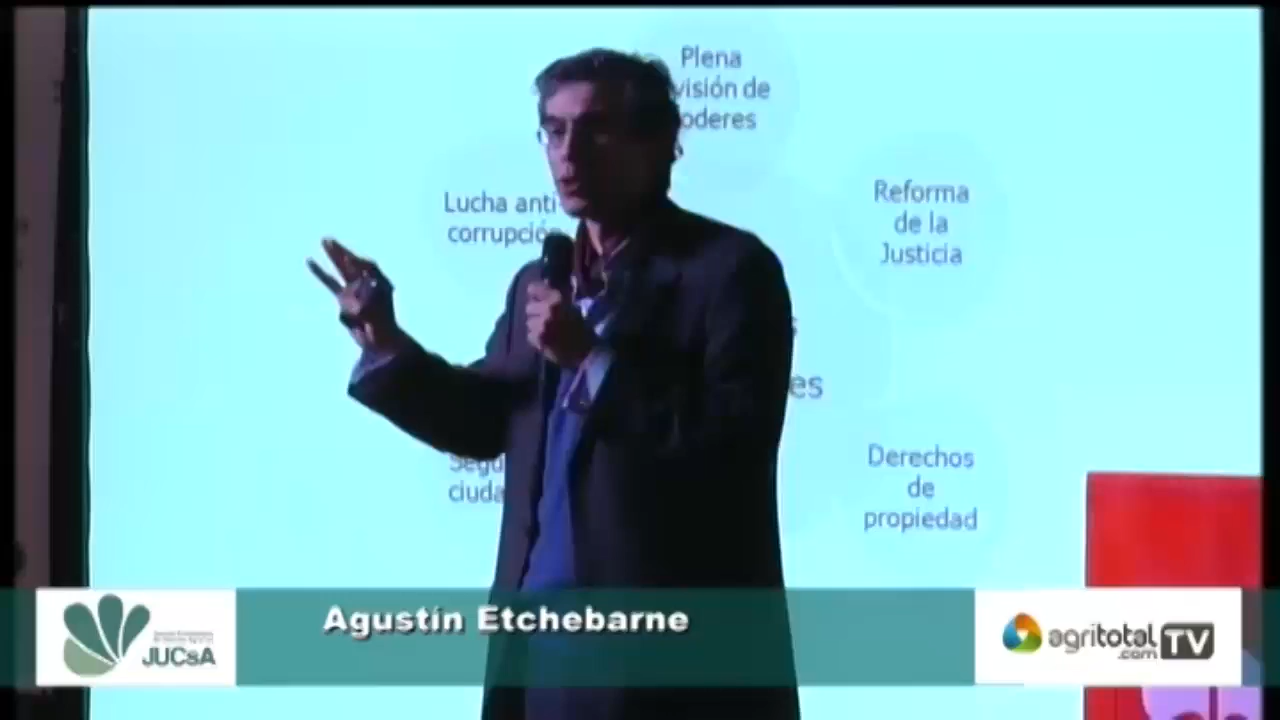 Plena
visión de
oderes
Lucha anti
corrupción
Reforma
de la
Justicia
s
es
Segu
ciuda
Derechos
de
propiedad
Agustín Etchebarne
JUCsA
agritotal
.com
TV